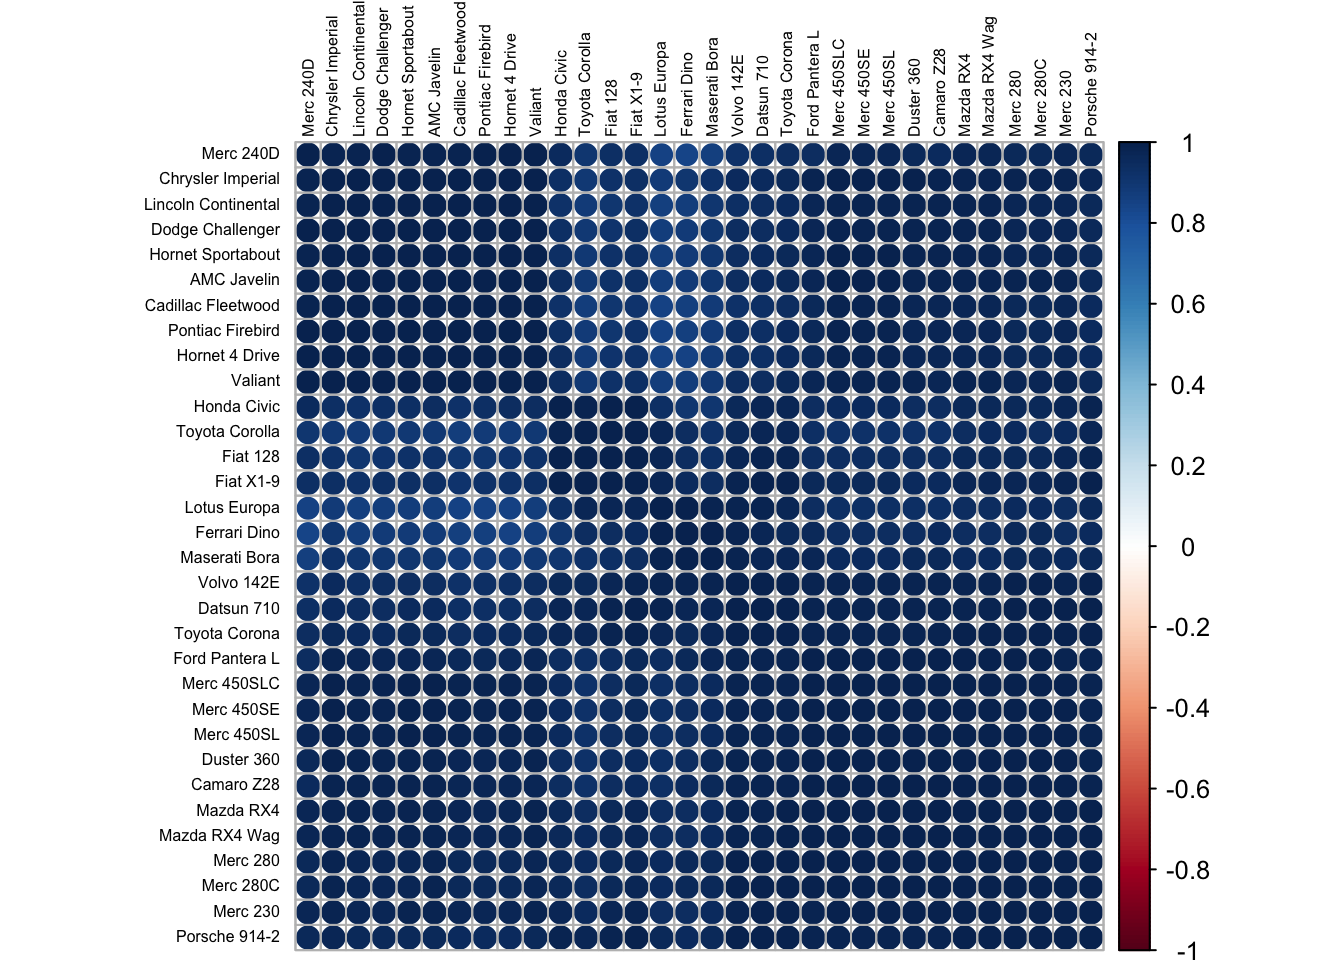 Merc 240D
Chrysler Imperial
Lincoln Continental
Dodge Challenger
Hornet Sportabout
AMC Javelin
Cadillac Fleetwood
Pontiac Firebird
Hornet 4 Drive
Valiant
Honda Civic
Toyota Corolla
Fiat 128
Fiat X1-9
Lotus Europa
Ferrari Dino
Maserati Bora
Volvo 142E
Datsun 710
Toyota Corona
Ford Pantera L
Merc 450SLC
Merc 450SE
Merc 450SL
Duster 360
Camaro Z28
Mazda RX4
Mazda RX4 Wag
Merc 280
Merc 280C
Merc 230
Porsche 914-2
Merc 240D
Chrysler Imperial
Lincoln Continental
Dodge Challenger
Hornet Sportabout
AMC Javelin
Cadillac Fleetwood
Pontiac Firebird
Hornet 4 Drive
Valiant
Honda Civic
Toyota Corolla
Fiat 128
Fiat X1-9
Lotus Europa
Ferrari Dino
Maserati Bora
Volvo 142E
Datsun 710
Toyota Corona
Ford Pantera L
Merc 450SLC
Merc 450SE
Merc 450SL
Duster 360
Camaro Z28
Mazda RX4
Mazda RX4 Wag
Merc 280
Merc 280C
Merc 230
Porsche 914-2
1
0.8
0.6
0.4
0.2
0
-0.2
-0.4
-0.6
-0.8
-1